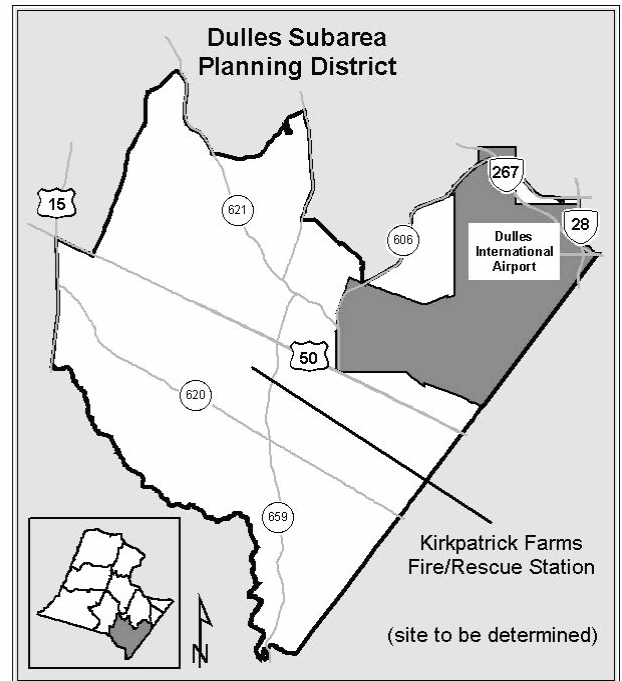 Dulles Subarea
Planning District
267
15
621
28
606
Dulles
International
Airport
50
620
659
Kirkpatrick Farms
Fire/Rescue Station
(site to be determined)
N